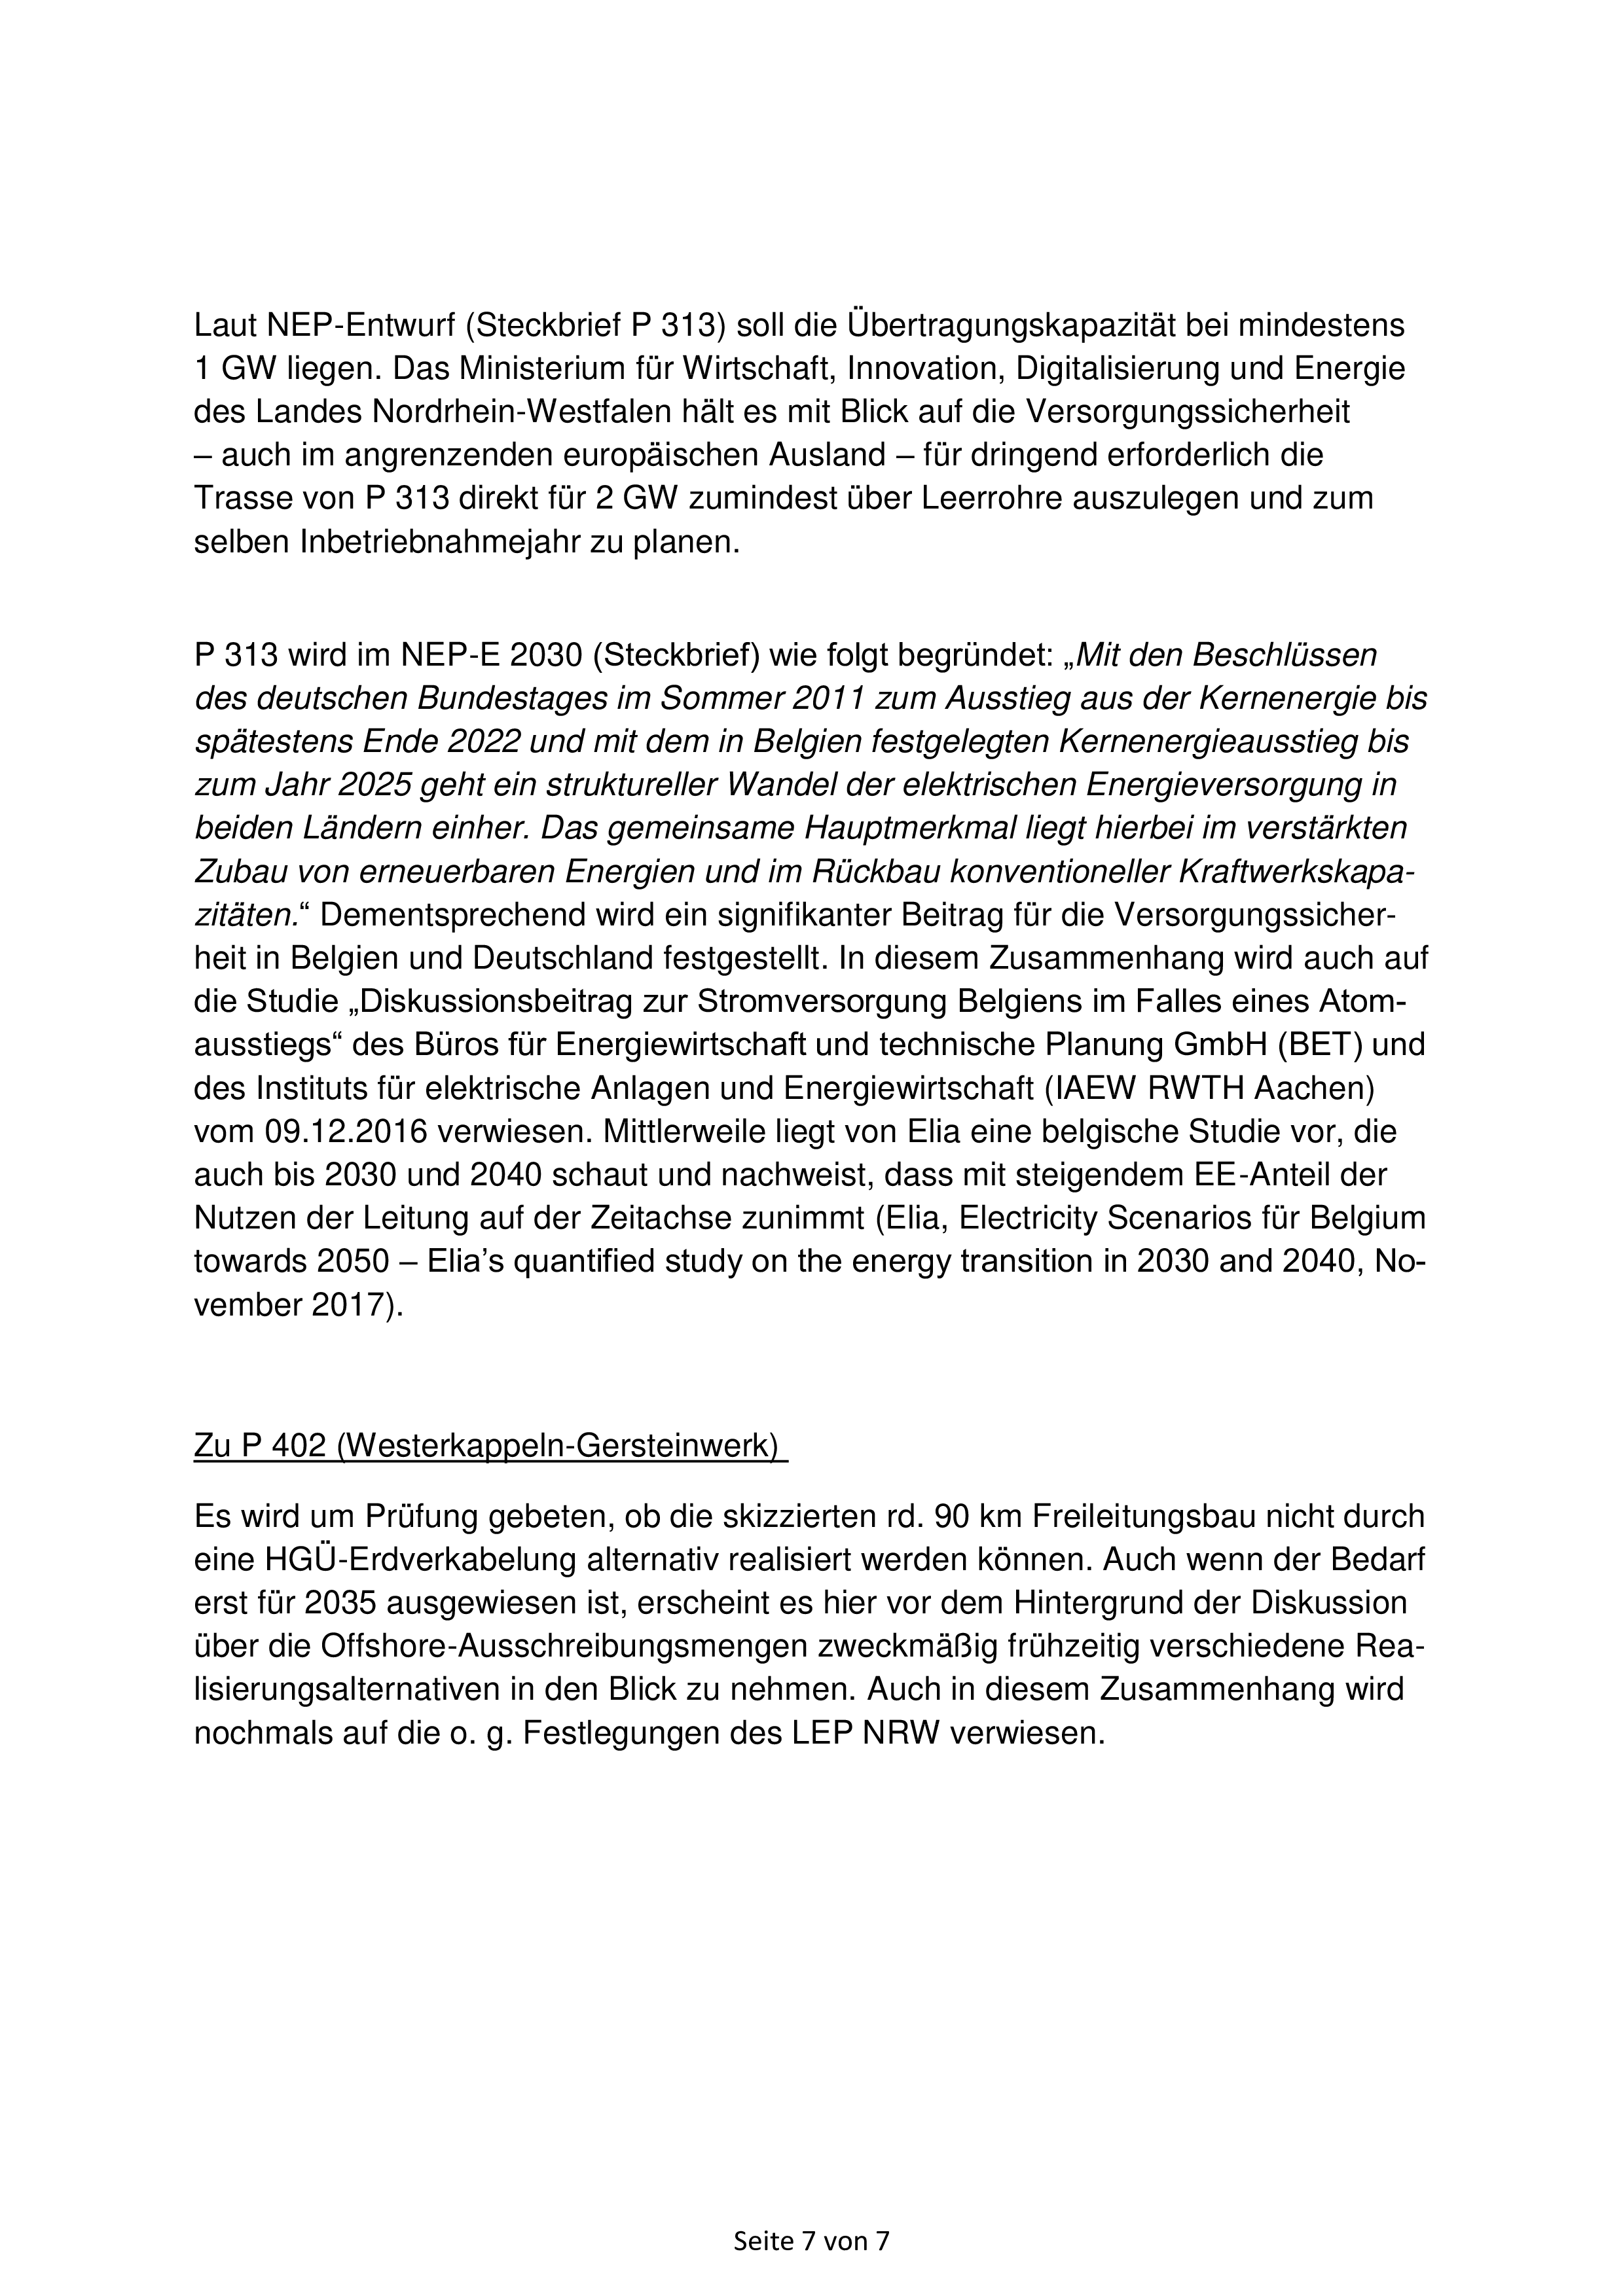 Laut NEP-Entwurf (Steckbrief P 313) soll die Übertragungskapazität bei mindestens
1 GW liegen. Das Ministerium für Wirtschaft, Innovation, Digitalisierung und Energie
des Landes Nordrhein-Westfalen hält es mit Blick auf die Versorgungssicherheit
– auch im angrenzenden europäischen Ausland – für dringend erforderlich die
Trasse von P 313 direkt für 2 GW zumindest über Leerrohre auszulegen und zum
selben Inbetriebnahmejahr zu planen.
P 313 wird im NEP-E 2030 (Steckbrief) wie folgt begründet: „Mit den Beschlüssen
des deutschen Bundestages im Sommer 2011 zum Ausstieg aus der Kernenergie bis
spätestens Ende 2022 und mit dem in Belgien festgelegten Kernenergieausstieg bis
zum Jahr 2025 geht ein struktureller Wandel der elektrischen Energieversorgung in
beiden Ländern einher. Das gemeinsame Hauptmerkmal liegt hierbei im verstärkten
Zubau von erneuerbaren Energien und im Rückbau konventioneller Kraftwerkskapa-
zitäten.“ Dementsprechend wird ein signifikanter Beitrag für die Versorgungssicher-
heit in Belgien und Deutschland festgestellt. In diesem Zusammenhang wird auch auf
die Studie „Diskussionsbeitrag zur Stromversorgung Belgiens im Falles eines Atom-
ausstiegs“ des Büros für Energiewirtschaft und technische Planung GmbH (BET) und
des Instituts für elektrische Anlagen und Energiewirtschaft (IAEW RWTH Aachen)
vom 09.12.2016 verwiesen. Mittlerweile liegt von Elia eine belgische Studie vor, die
auch bis 2030 und 2040 schaut und nachweist, dass mit steigendem EE-Anteil der
Nutzen der Leitung auf der Zeitachse zunimmt (Elia, Electricity Scenarios für Belgium
towards 2050 – Elia’s quantified study on the energy transition in 2030 and 2040, No-
vember 2017).
Zu P 402 (Westerkappeln-Gersteinwerk)
Es wird um Prüfung gebeten, ob die skizzierten rd. 90 km Freileitungsbau nicht durch
eine HGÜ-Erdverkabelung alternativ realisiert werden können. Auch wenn der Bedarf
erst für 2035 ausgewiesen ist, erscheint es hier vor dem Hintergrund der Diskussion
über die Offshore-Ausschreibungsmengen zweckmäßig frühzeitig verschiedene Rea-
lisierungsalternativen in den Blick zu nehmen. Auch in diesem Zusammenhang wird
nochmals auf die o. g. Festlegungen des LEP NRW verwiesen.
Seite 7 von 7